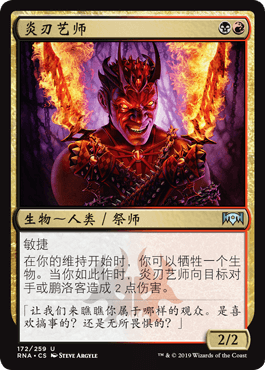 炎刃艺师
生物～人类 / 祭师
敏捷
在你的维持开始时，你可以牺牲一个生
物。当你如此作时，炎刃艺师向目标对
手或鹏洛客造成 2 点伤害。
「让我们来瞧瞧你属于哪样的观众。是喜
欢搞事的？还是无所畏惧的？」
2/2
172/259 U
RNA • CS STEVE ARGYLE
™ & © 2019 Wizards of the Coast